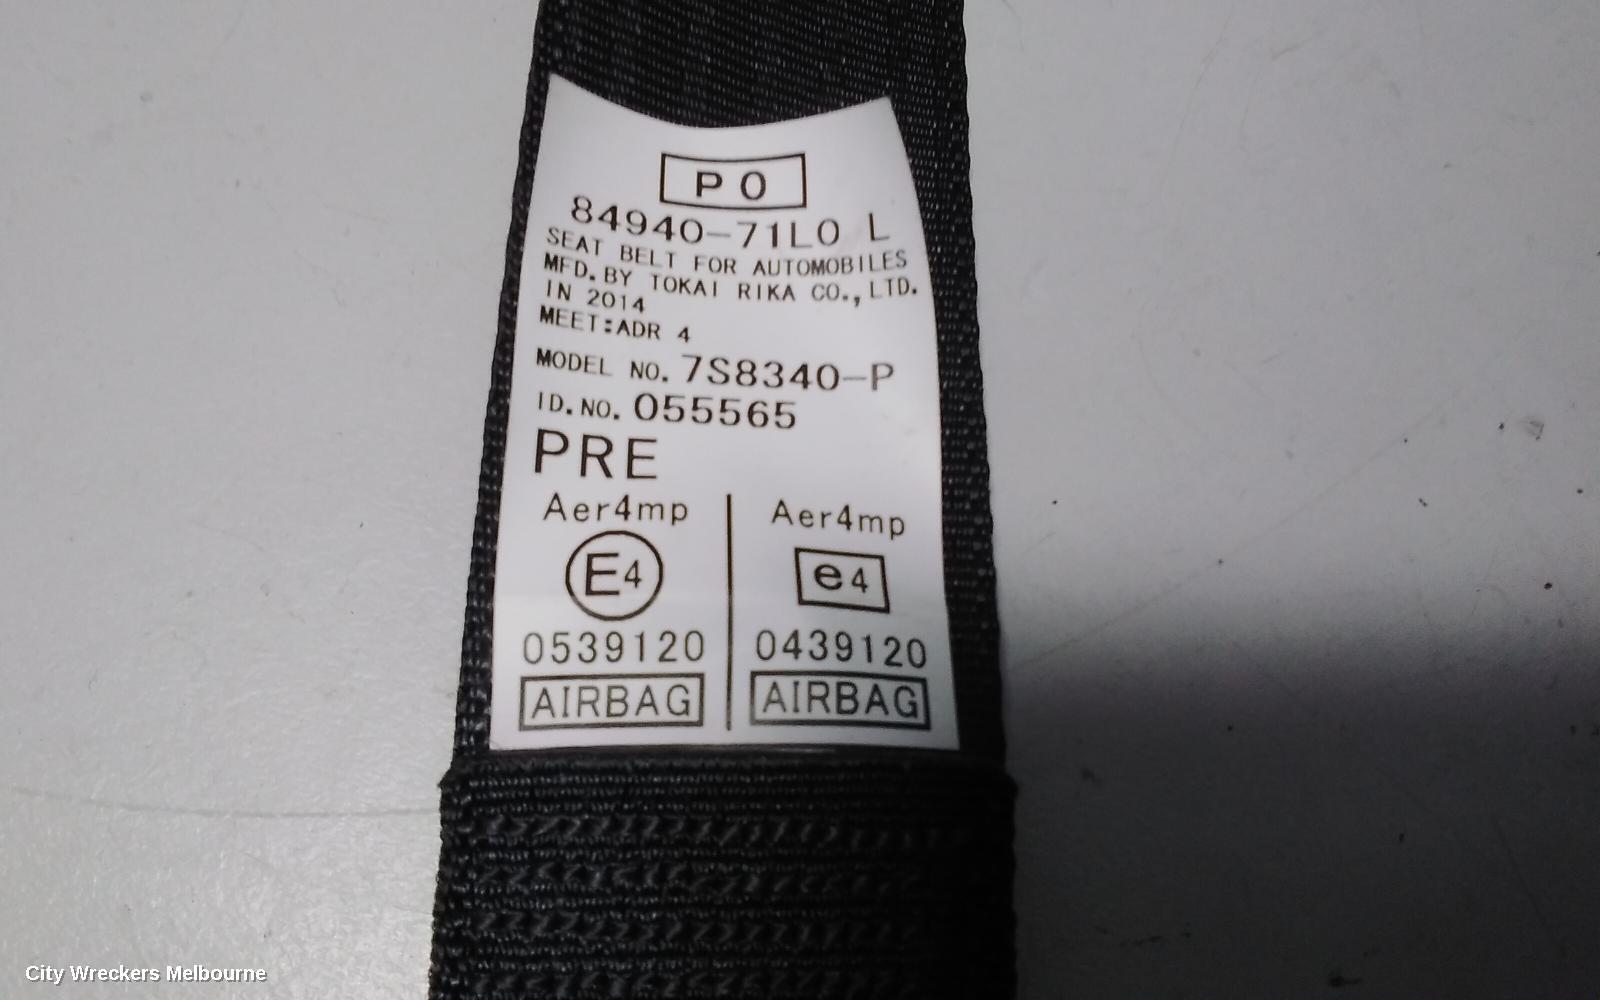 P0
84940-71L0 L
SEAT BELT FOR AUTOMOBILES
MFD.BY TOKAI RIKA CO.,LTD.
IN 2014
MEET:ADR 4
MODEL NO. 7S8340-P
ID.NO. 055565
PRE
Aer4mp
E4
0539120
AIRBAG
Aer4mp
e4
0439120
AIRBAG
City Wreckers Melbourne